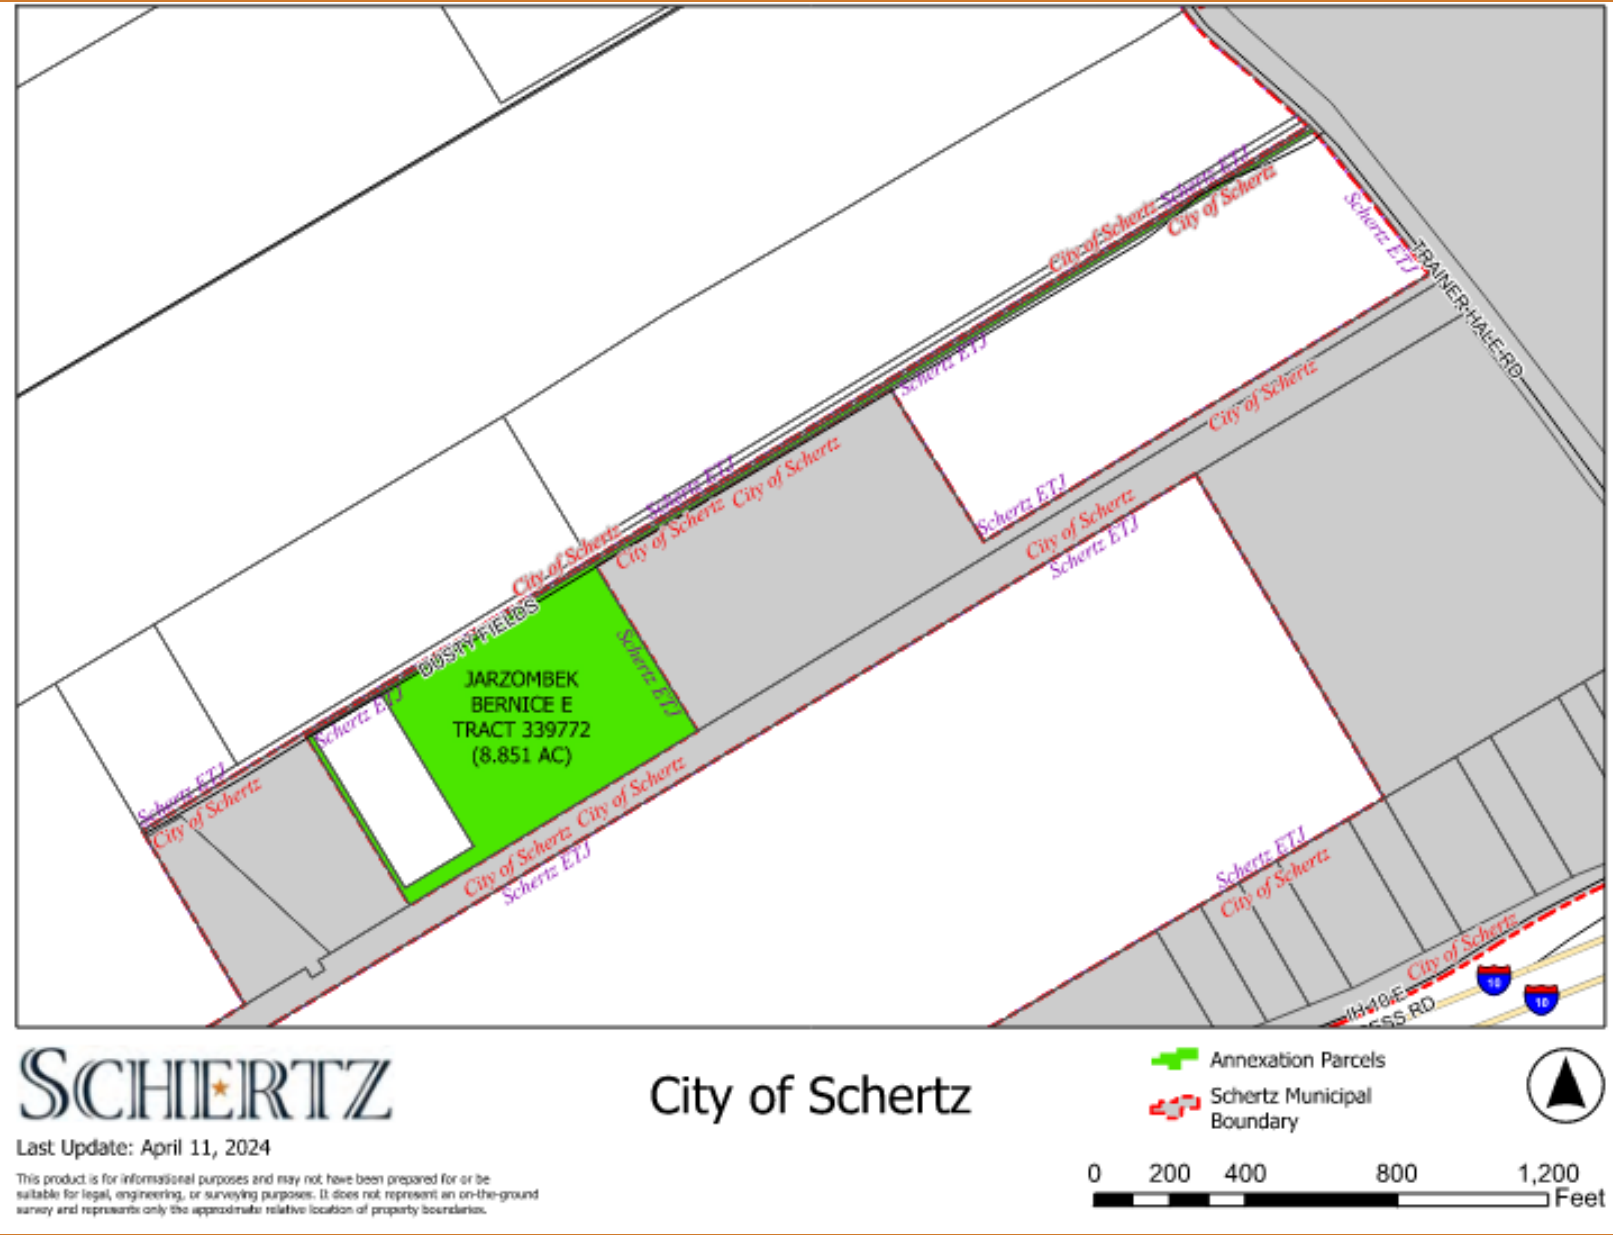 Schertz ETJ
City of Schertz
City of Schertz
Schertz ETJ
TRAINER-HALE-RD
Schertz ETJ
City of Schertz
Schertz ETJ
City of Schertz
City of Schertz
City of Schertz
Schertz ETJ
City of Schertz
Schertz ETJ
City of Schertz
DUSTY FIELDS
Schertz ETJ
JARZOMBEK
BERNICE E
TRACT 339772
(8.851 AC)
Schertz ETJ
Schertz ETJ
City of Schertz
City of Schertz
City of Schertz
Schertz ETJ
Schertz ETJ
City of Schertz
City of Schertz
IH-10 E
ESS RD
10
10
SCHERTZ
Last Update: April 11, 2024
This product is for informational purposes and may not have been prepared for or be
suitable for legal, engineering, or surveying purposes. It does not represent an on-the-ground
survey and represents only the approximate relative location of property boundaries.
City of Schertz
Annexation Parcels
Schertz Municipal
Boundary
0 200 400 800 1,200
Feet